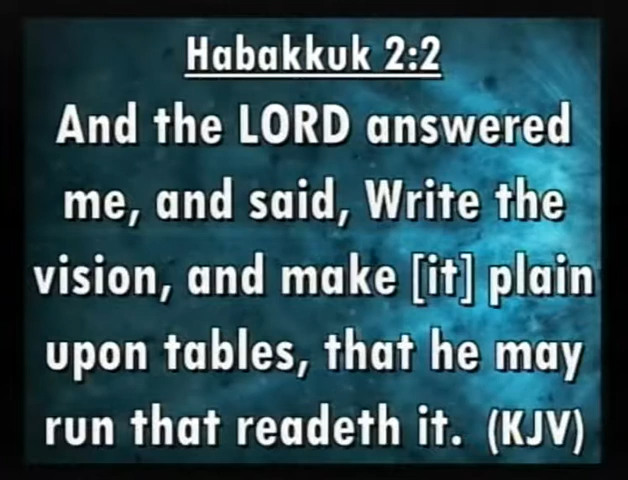 Habakkuk 2:2
And the LORD answered
me, and said, Write the
vision, and make [it] plain
upon tables, that he may
run that readeth it. (KJV)